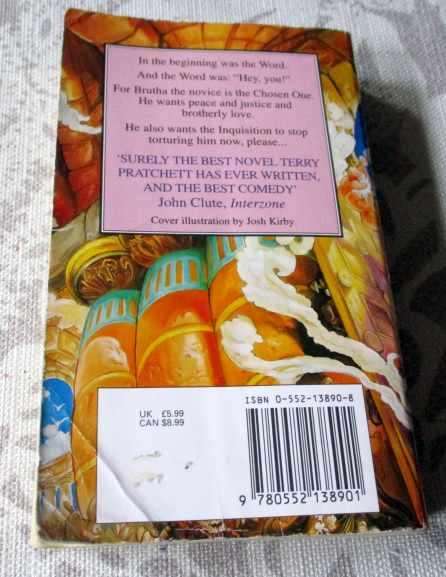 In the beginning was the Word.
And the Word was: "Hey, you!"
For Brutha the novice is the Chosen One.
He wants peace and justice and
brotherly love.
He also wants the Inquisition to stop
torturing him now, please...
'SURELY THE BEST NOVEL TERRY
PRATCHETT HAS EVER WRITTEN,
AND THE BEST COMEDY'
John Clute, Interzone
Cover illustration by Josh Kirby
UK £5.99
CAN $8.99
ISBN 0-552-13890-8
9 780552 138901